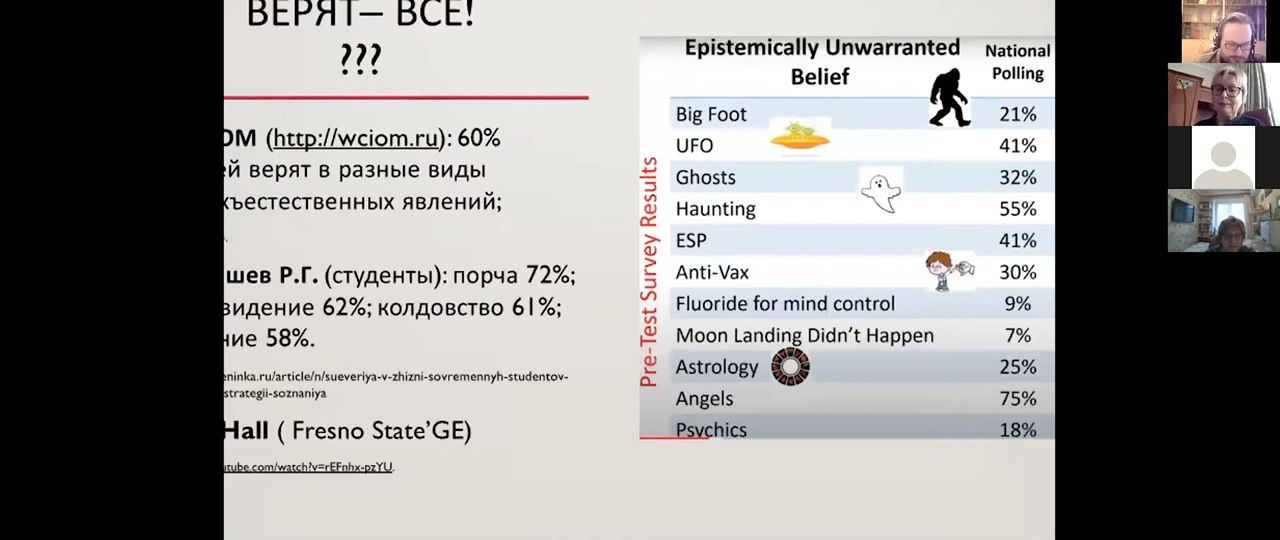 ВЕРЯТ– ВСЕ!
???
ОМ (http://wciom.ru): 60%
ей верят в разные виды
хъестественных явлений;
шев Р.Г. (студенты): порча 72%;
видение 62%; колдовство 61%;
ние 58%.
eninka.ru/article/n/sueveriya-v-zhizni-sovremennyh-studentov-
strategii-soznaniya
Hall ( Fresno State'GE)
utube.com/watch?v=rEFnhx-pzYU.
Pre-Test Survey Results
Epistemically Unwarranted Belief
National Polling
Big Foot 21%
UFO 41%
Ghosts 32%
Haunting 55%
ESP 41%
Anti-Vax 30%
Fluoride for mind control 9%
Moon Landing Didn't Happen 7%
Astrology 25%
Angels 75%
Psychics 18%